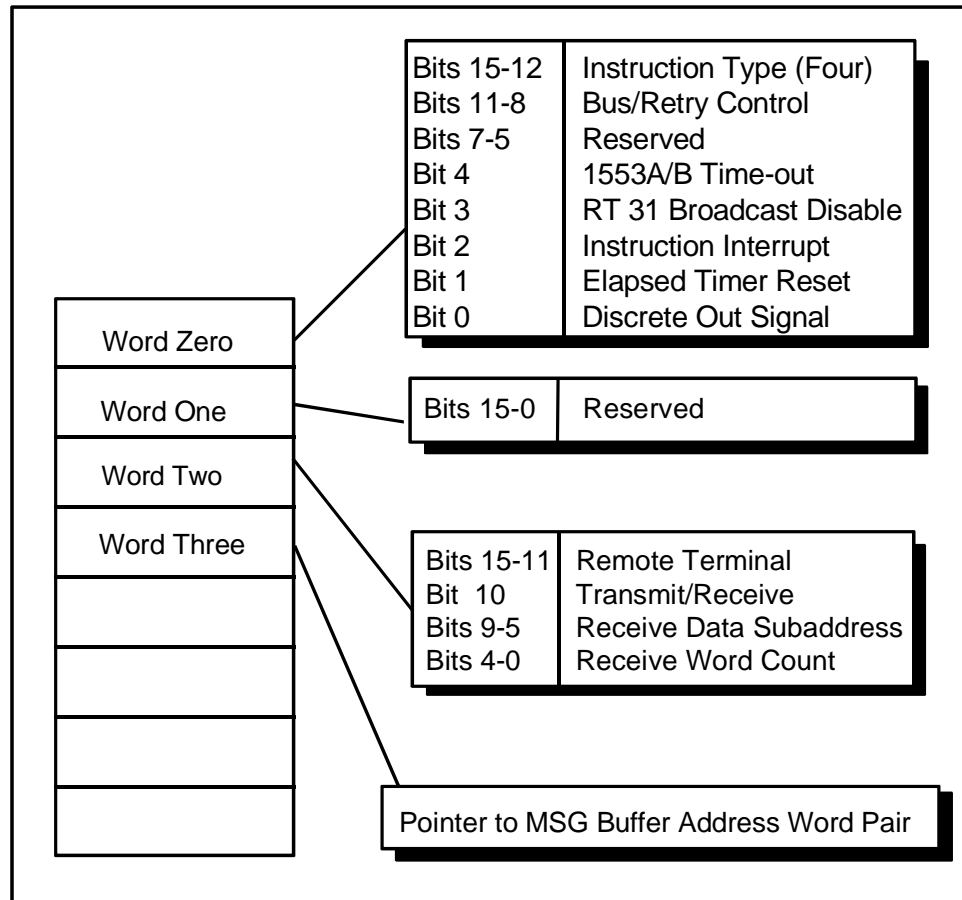 Bits 15-12 Instruction Type (Four)
Bits 11-8 Bus/Retry Control
Bits 7-5 Reserved
Bit 4 1553A/B Time-out
Bit 3 RT 31 Broadcast Disable
Bit 2 Instruction Interrupt
Bit 1 Elapsed Timer Reset
Bit 0 Discrete Out Signal
Word Zero
Word One
Bits 15-0 Reserved
Word Two
Word Three
Bits 15-11 Remote Terminal
Bit 10 Transmit/Receive
Bits 9-5 Receive Data Subaddress
Bits 4-0 Receive Word Count
Pointer to MSG Buffer Address Word Pair